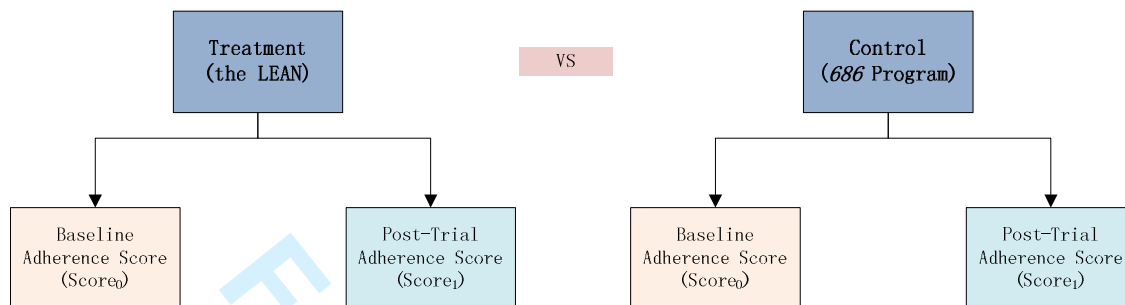 Treatment
(the LEAN)
VS
Control
(686 Program)
Baseline
Adherence Score
(Score₀)
Post-Trial
Adherence Score
(Score₁)
Baseline
Adherence Score
(Score₀)
Post-Trial
Adherence Score
(Score₁)